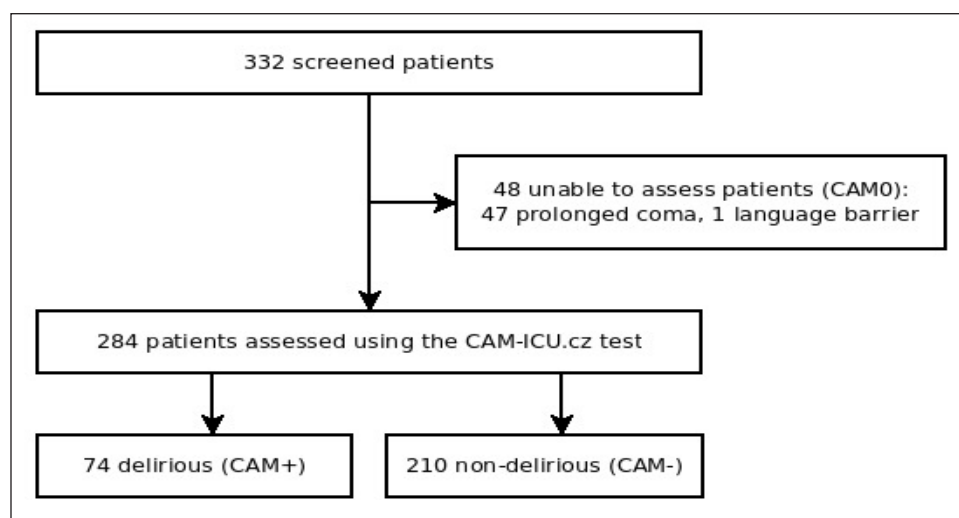 332 screened patients
48 unable to assess patients (CAM0):
47 prolonged coma, 1 language barrier
284 patients assessed using the CAM-ICU.cz test
74 delirious (CAM+)
210 non-delirious (CAM-)